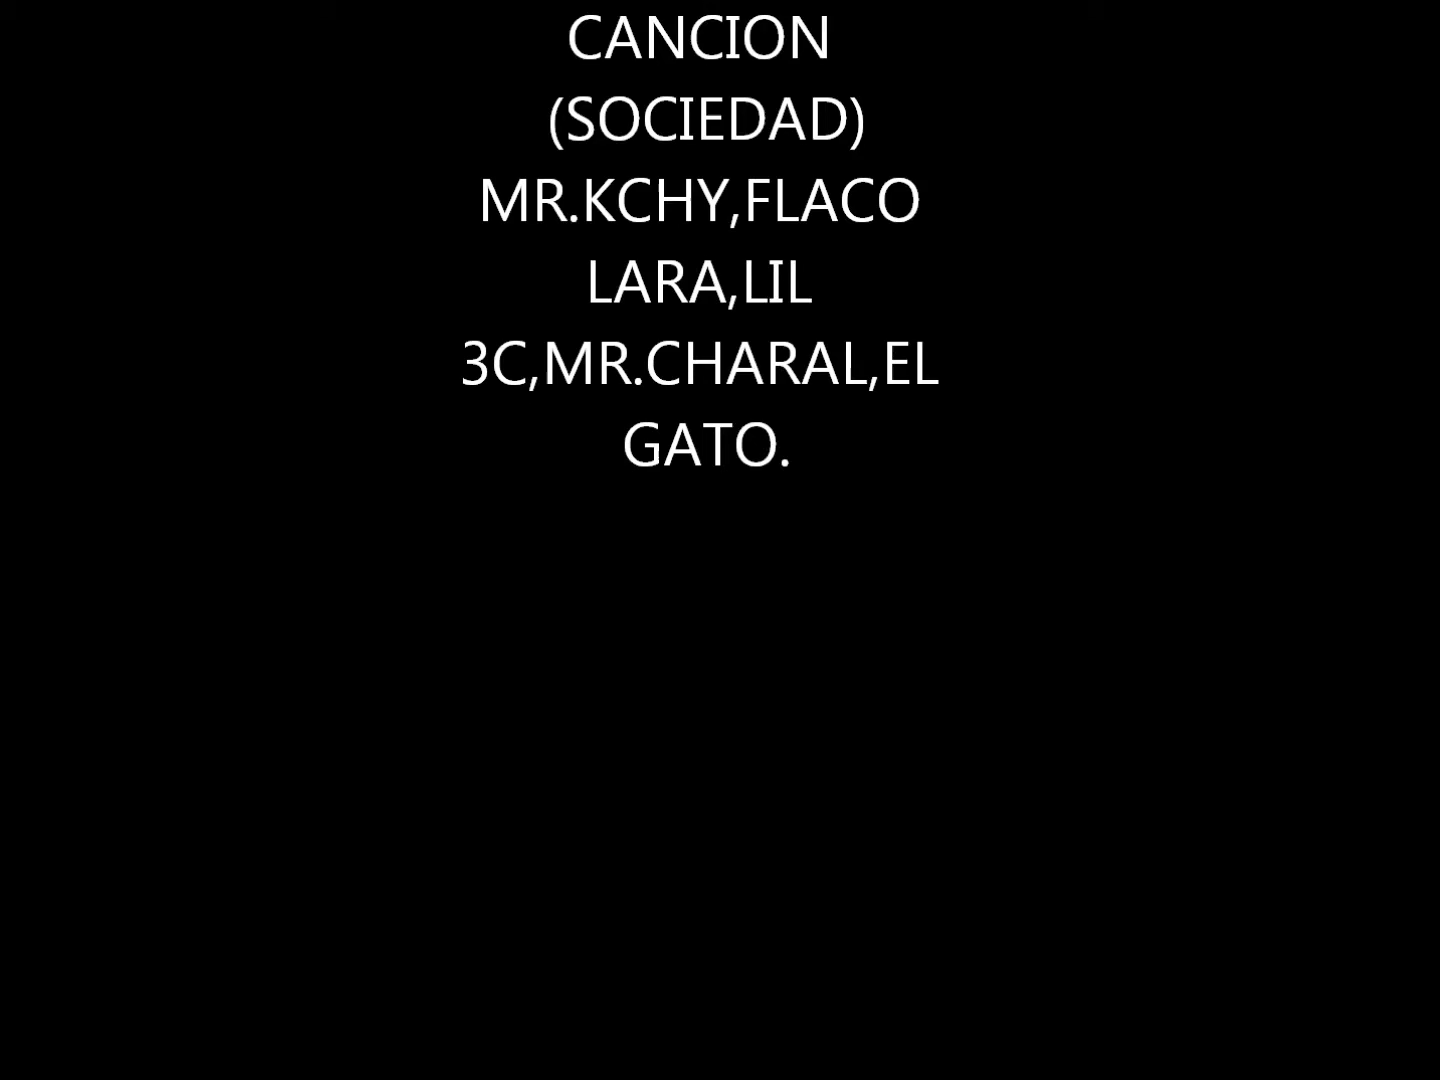 CANCION
(SOCIEDAD)
MR.KCHY,FLACO
LARA,LIL
3C,MR.CHARAL,EL
GATO.